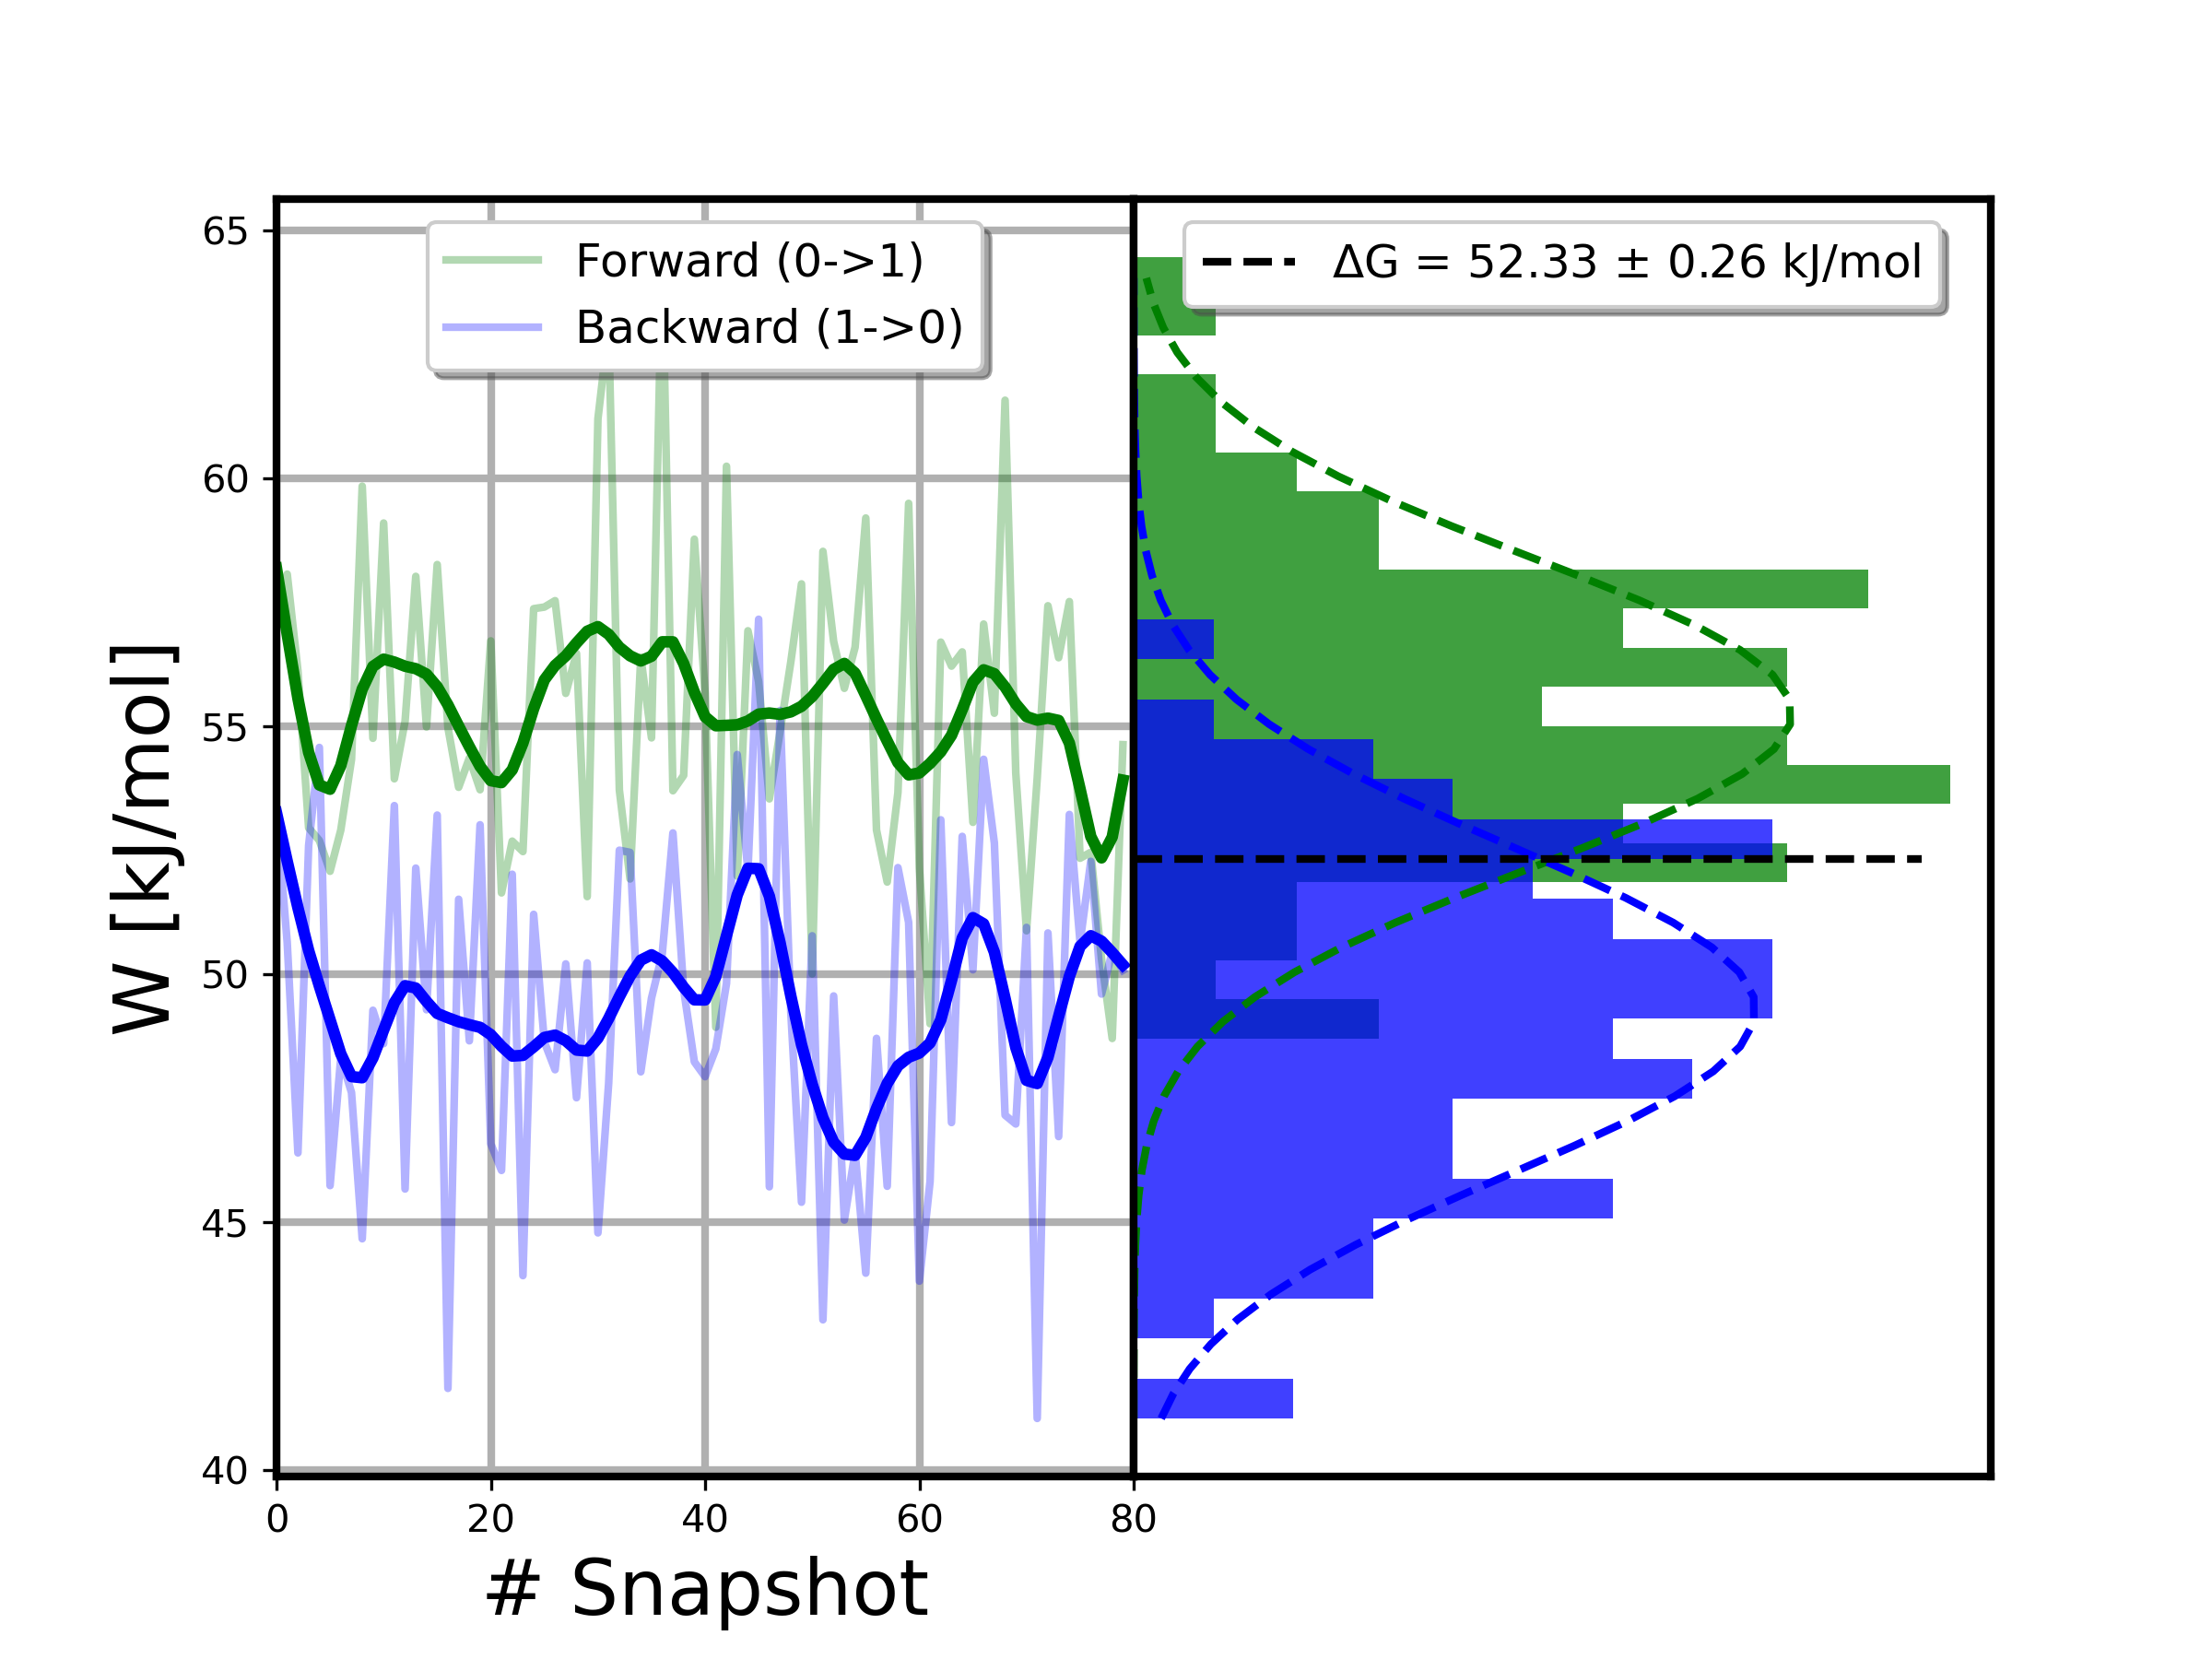 Forward (0->1)
Backward (1->0)
ΔG = 52.33 ± 0.26 kJ/mol
W [kJ/mol]
65
60
55
50
45
40
0 20 40 60 80
# Snapshot